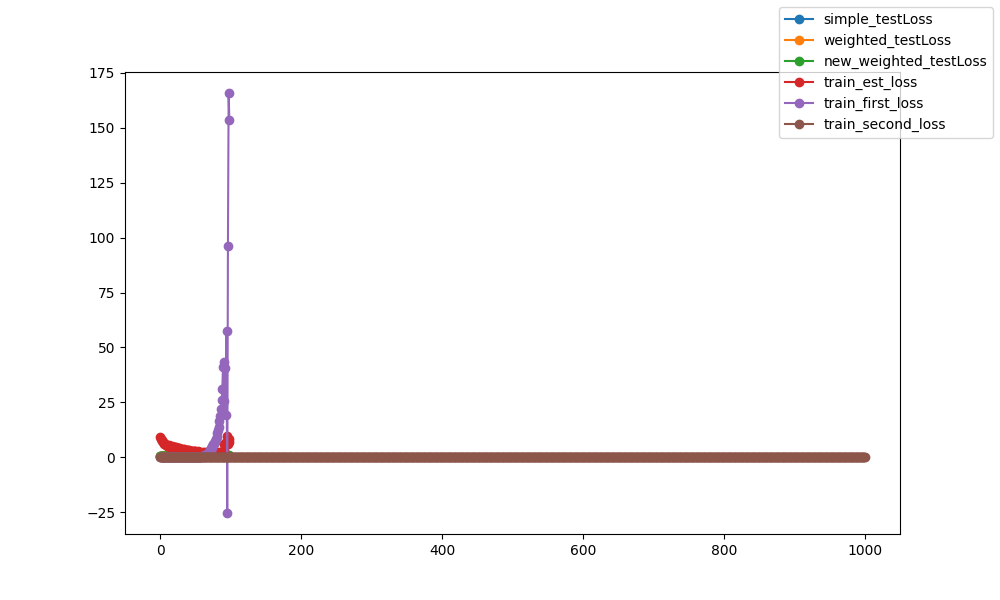 simple_testLoss
weighted_testLoss
new_weighted_testLoss
train_est_loss
train_first_loss
train_second_loss
175
150
125
100
75
50
25
0
−25
0 200 400 600 800 1000